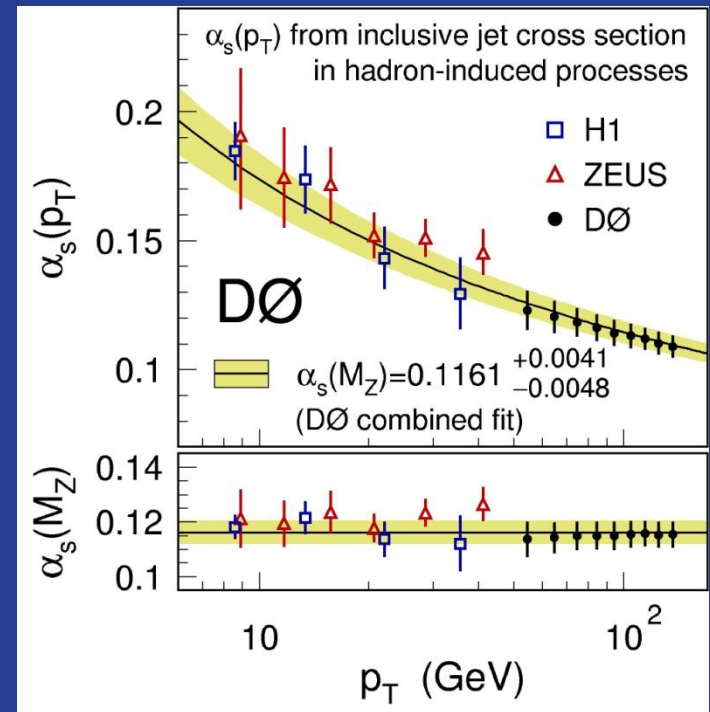 αs(pT) from inclusive jet cross section
in hadron-induced processes
H1
ZEUS
DØ
0.2
0.15
0.1
αs(pT)
DØ
αs(MZ)=0.1161 +0.0041 −0.0048
(DØ combined fit)
0.14
0.12
0.1
αs(MZ)
10
10²
pT (GeV)